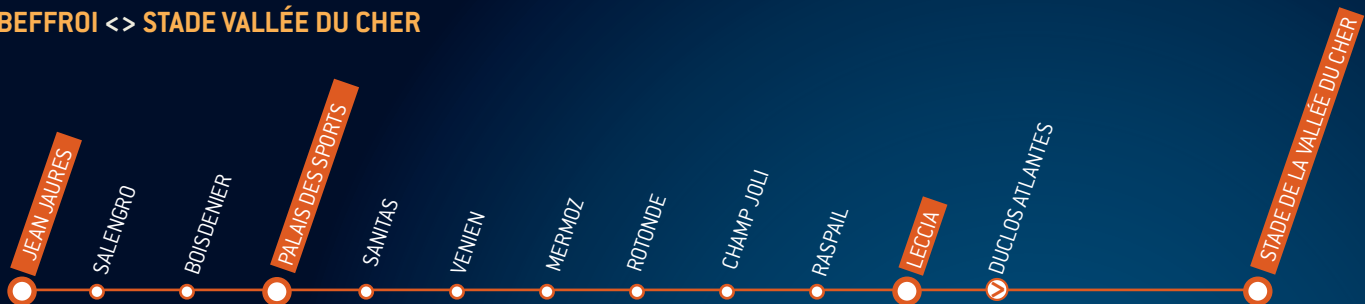 BEFFROI <> STADE VALLÉE DU CHER
JEAN JAURES
SALENGRO
BOISDENIER
PALAIS DES SPORTS
SANITAS
VENIEN
MERMOZ
ROTONDE
CHAMP JOLI
RASPAIL
LECCIA
DUCLOS ATLANTES
STADE DE LA VALLÉE DU CHER